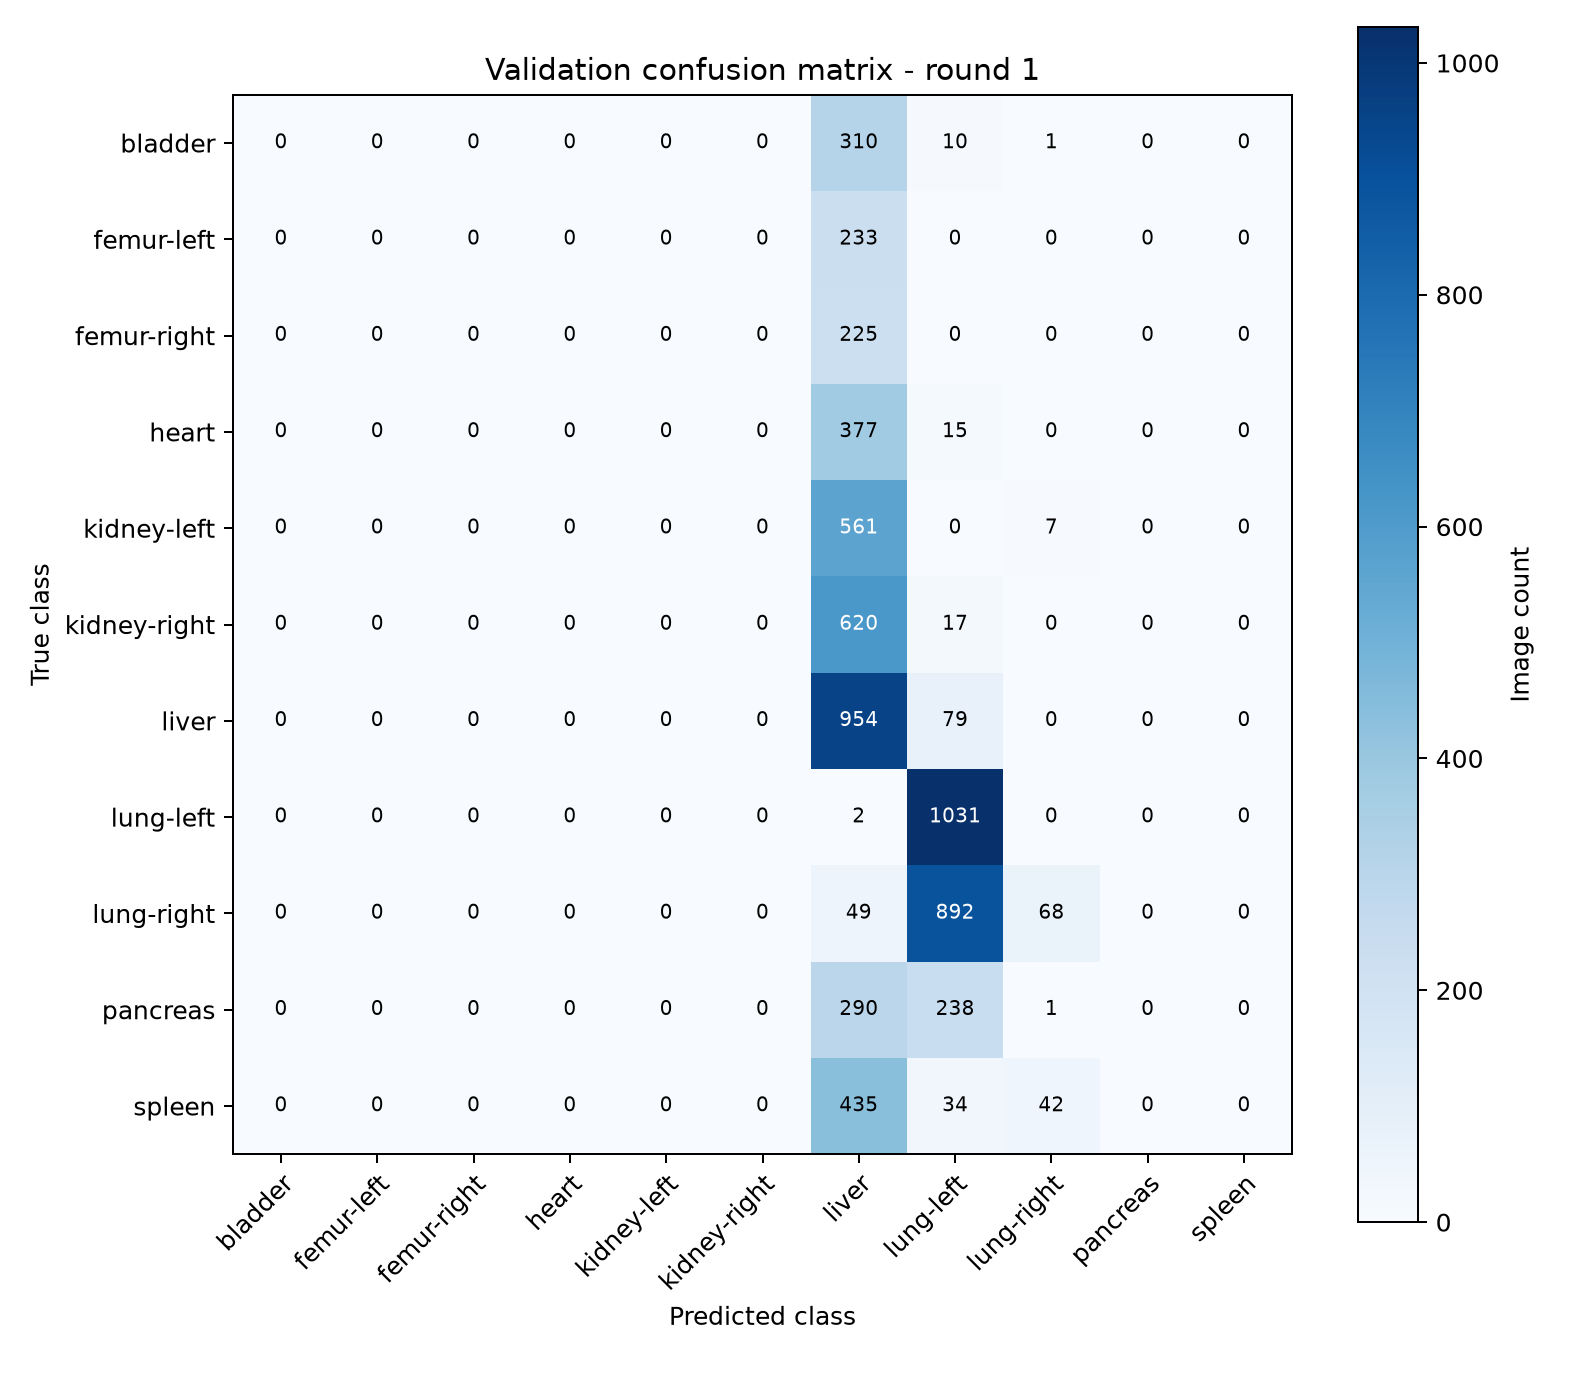 Validation confusion matrix - round 1
bladder 0 0 0 0 0 0 310 10 1 0 0
femur-left 0 0 0 0 0 0 233 0 0 0 0
femur-right 0 0 0 0 0 0 225 0 0 0 0
heart 0 0 0 0 0 0 377 15 0 0 0
kidney-left 0 0 0 0 0 0 561 0 7 0 0
kidney-right 0 0 0 0 0 0 620 17 0 0 0
liver 0 0 0 0 0 0 954 79 0 0 0
lung-left 0 0 0 0 0 0 2 1031 0 0 0
lung-right 0 0 0 0 0 0 49 892 68 0 0
pancreas 0 0 0 0 0 0 290 238 1 0 0
spleen 0 0 0 0 0 0 435 34 42 0 0
True class
bladder femur-left femur-right heart kidney-left kidney-right liver lung-left lung-right pancreas spleen
Predicted class
1000
800
600
400
200
0
Image count